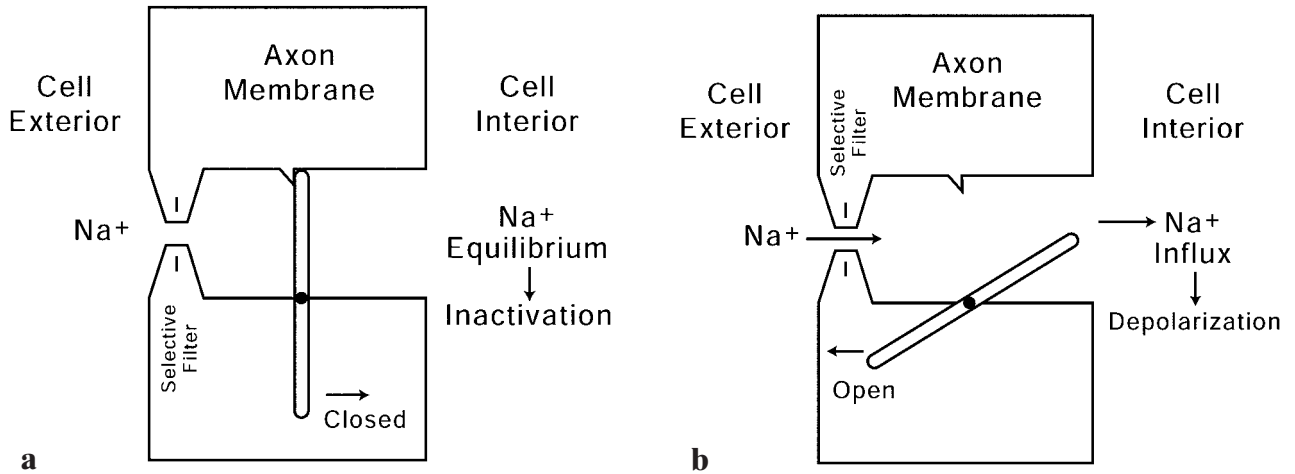 Axon
Membrane
Cell
Exterior
Cell
Interior
Na+
Na+
Equilibrium
Inactivation
Selective
Filter
Closed
a
Axon
Membrane
Cell
Exterior
Selective
Filter
Cell
Interior
Na+
Na+
Influx
Depolarization
Open
b